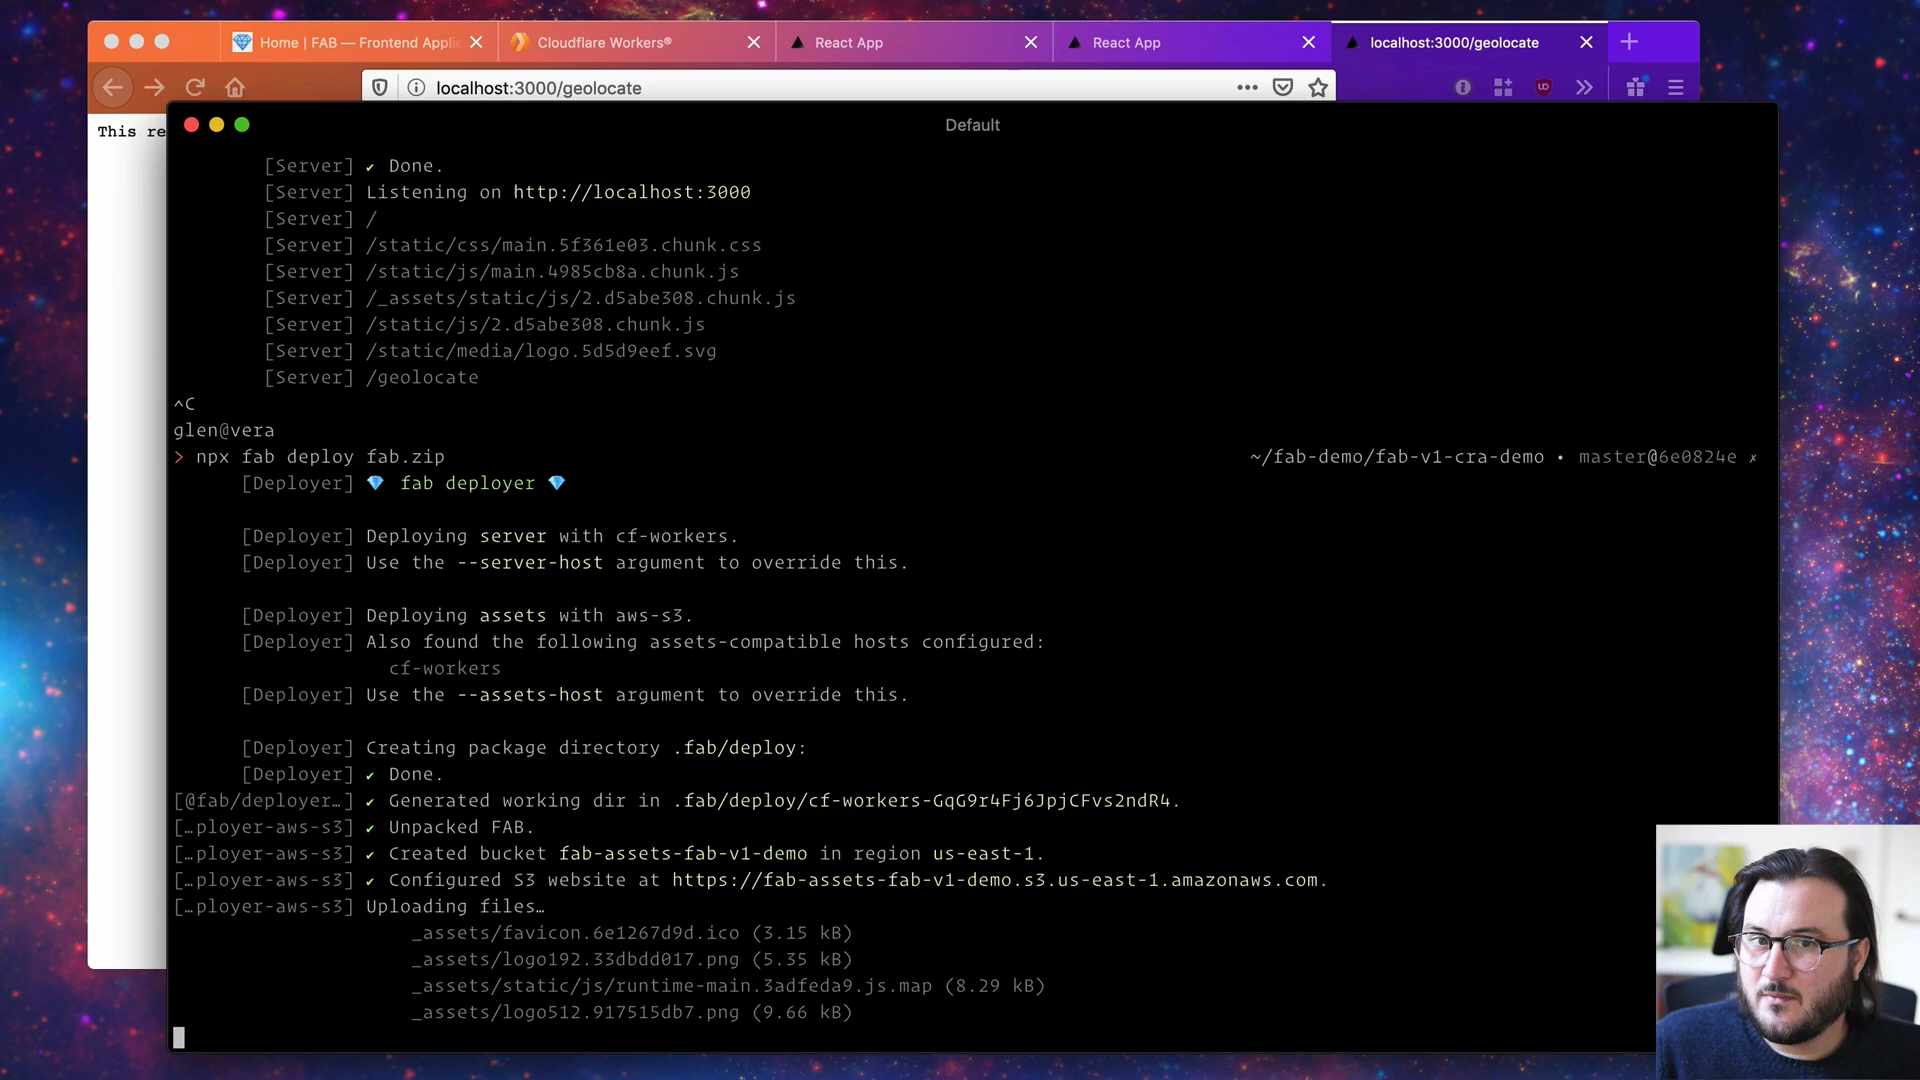 Home | FAB — Frontend Applic
Cloudflare Workers®
React App
React App
localhost:3000/geolocate
localhost:3000/geolocate
This re
Default
[Server] ✔ Done.
[Server] Listening on http://localhost:3000
[Server] /
[Server] /static/css/main.5f361e03.chunk.css
[Server] /static/js/main.4985cb8a.chunk.js
[Server] /_assets/static/js/2.d5abe308.chunk.js
[Server] /static/js/2.d5abe308.chunk.js
[Server] /static/media/logo.5d5d9eef.svg
[Server] /geolocate
^C
glen@vera
> npx fab deploy fab.zip ~/fab-demo/fab-v1-cra-demo • master@6e0824e ✗
[Deployer] 💎 fab deployer 💎
[Deployer] Deploying server with cf-workers.
[Deployer] Use the --server-host argument to override this.
[Deployer] Deploying assets with aws-s3.
[Deployer] Also found the following assets-compatible hosts configured:
cf-workers
[Deployer] Use the --assets-host argument to override this.
[Deployer] Creating package directory .fab/deploy:
[Deployer] ✔ Done.
[@fab/deployer…] ✔ Generated working dir in .fab/deploy/cf-workers-GqG9r4Fj6JpjCFvs2ndR4.
[…ployer-aws-s3] ✔ Unpacked FAB.
[…ployer-aws-s3] ✔ Created bucket fab-assets-fab-v1-demo in region us-east-1.
[…ployer-aws-s3] ✔ Configured S3 website at https://fab-assets-fab-v1-demo.s3.us-east-1.amazonaws.com.
[…ployer-aws-s3] Uploading files…
_assets/favicon.6e1267d9d.ico (3.15 kB)
_assets/logo192.33dbdd017.png (5.35 kB)
_assets/static/js/runtime-main.3adfeda9.js.map (8.29 kB)
_assets/logo512.917515db7.png (9.66 kB)